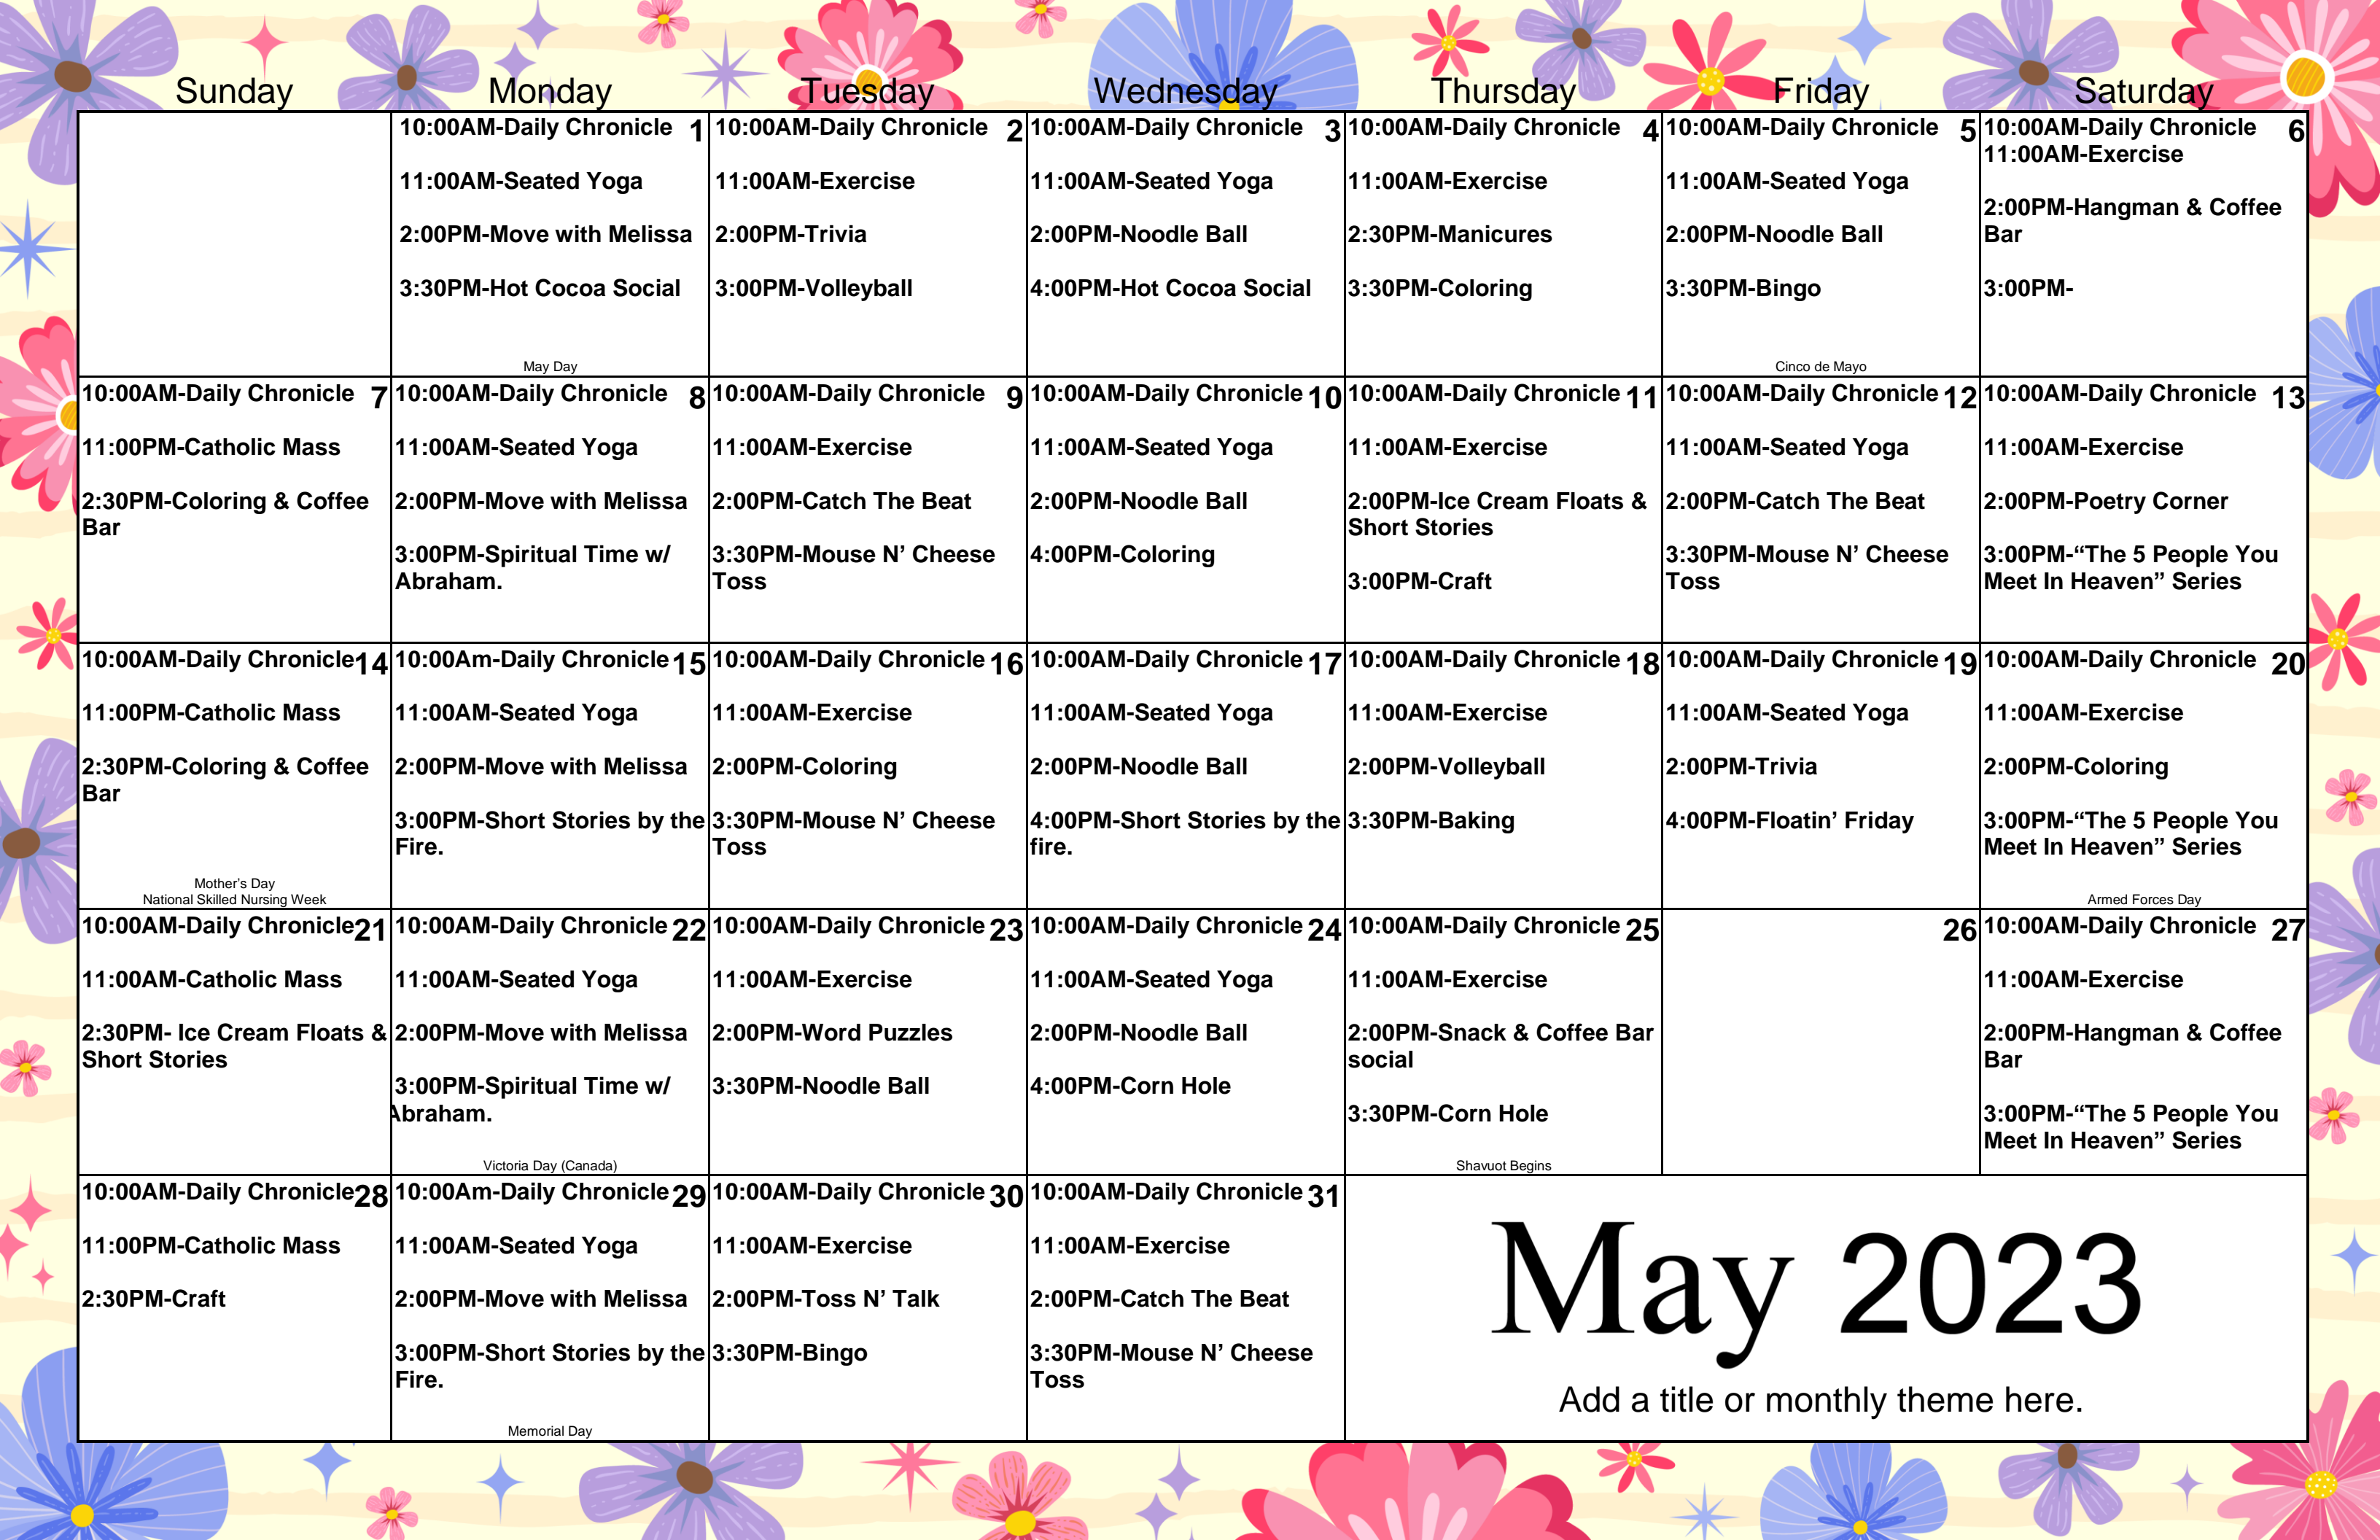 Sunday Monday Tuesday Wednesday Thursday Friday Saturday
10:00AM-Daily Chronicle 1
11:00AM-Seated Yoga
2:00PM-Move with Melissa
3:30PM-Hot Cocoa Social
May Day
10:00AM-Daily Chronicle 2
11:00AM-Exercise
2:00PM-Trivia
3:00PM-Volleyball
10:00AM-Daily Chronicle 3
11:00AM-Seated Yoga
2:00PM-Noodle Ball
4:00PM-Hot Cocoa Social
10:00AM-Daily Chronicle 4
11:00AM-Exercise
2:30PM-Manicures
3:30PM-Coloring
10:00AM-Daily Chronicle 5
11:00AM-Seated Yoga
2:00PM-Noodle Ball
3:30PM-Bingo
Cinco de Mayo
10:00AM-Daily Chronicle 6
11:00AM-Exercise
2:00PM-Hangman & Coffee
Bar
3:00PM-
10:00AM-Daily Chronicle 7
11:00PM-Catholic Mass
2:30PM-Coloring & Coffee
Bar
10:00AM-Daily Chronicle 8
11:00AM-Seated Yoga
2:00PM-Move with Melissa
3:00PM-Spiritual Time w/
Abraham.
10:00AM-Daily Chronicle 9
11:00AM-Exercise
2:00PM-Catch The Beat
3:30PM-Mouse N’ Cheese
Toss
10:00AM-Daily Chronicle 10
11:00AM-Seated Yoga
2:00PM-Noodle Ball
4:00PM-Coloring
10:00AM-Daily Chronicle 11
11:00AM-Exercise
2:00PM-Ice Cream Floats &
Short Stories
3:00PM-Craft
10:00AM-Daily Chronicle 12
11:00AM-Seated Yoga
2:00PM-Catch The Beat
3:30PM-Mouse N’ Cheese
Toss
10:00AM-Daily Chronicle 13
11:00AM-Exercise
2:00PM-Poetry Corner
3:00PM-“The 5 People You
Meet In Heaven” Series
10:00AM-Daily Chronicle 14
11:00PM-Catholic Mass
2:30PM-Coloring & Coffee
Bar
Mother’s Day
National Skilled Nursing Week
10:00Am-Daily Chronicle 15
11:00AM-Seated Yoga
2:00PM-Move with Melissa
3:00PM-Short Stories by the
Fire.
10:00AM-Daily Chronicle 16
11:00AM-Exercise
2:00PM-Coloring
3:30PM-Mouse N’ Cheese
Toss
10:00AM-Daily Chronicle 17
11:00AM-Seated Yoga
2:00PM-Noodle Ball
4:00PM-Short Stories by the
fire.
10:00AM-Daily Chronicle 18
11:00AM-Exercise
2:00PM-Volleyball
3:30PM-Baking
10:00AM-Daily Chronicle 19
11:00AM-Seated Yoga
2:00PM-Trivia
4:00PM-Floatin’ Friday
10:00AM-Daily Chronicle 20
11:00AM-Exercise
2:00PM-Coloring
3:00PM-“The 5 People You
Meet In Heaven” Series
Armed Forces Day
10:00AM-Daily Chronicle 21
11:00AM-Catholic Mass
2:30PM- Ice Cream Floats &
Short Stories
10:00AM-Daily Chronicle 22
11:00AM-Seated Yoga
2:00PM-Move with Melissa
3:00PM-Spiritual Time w/
Abraham.
Victoria Day (Canada)
10:00AM-Daily Chronicle 23
11:00AM-Exercise
2:00PM-Word Puzzles
3:30PM-Noodle Ball
10:00AM-Daily Chronicle 24
11:00AM-Seated Yoga
2:00PM-Noodle Ball
4:00PM-Corn Hole
10:00AM-Daily Chronicle 25
11:00AM-Exercise
2:00PM-Snack & Coffee Bar
social
3:30PM-Corn Hole
Shavuot Begins
26
10:00AM-Daily Chronicle 27
11:00AM-Exercise
2:00PM-Hangman & Coffee
Bar
3:00PM-“The 5 People You
Meet In Heaven” Series
10:00AM-Daily Chronicle 28
11:00PM-Catholic Mass
2:30PM-Craft
10:00Am-Daily Chronicle 29
11:00AM-Seated Yoga
2:00PM-Move with Melissa
3:00PM-Short Stories by the
Fire.
Memorial Day
10:00AM-Daily Chronicle 30
11:00AM-Exercise
2:00PM-Toss N’ Talk
3:30PM-Bingo
10:00AM-Daily Chronicle 31
11:00AM-Exercise
2:00PM-Catch The Beat
3:30PM-Mouse N’ Cheese
Toss
May 2023
Add a title or monthly theme here.